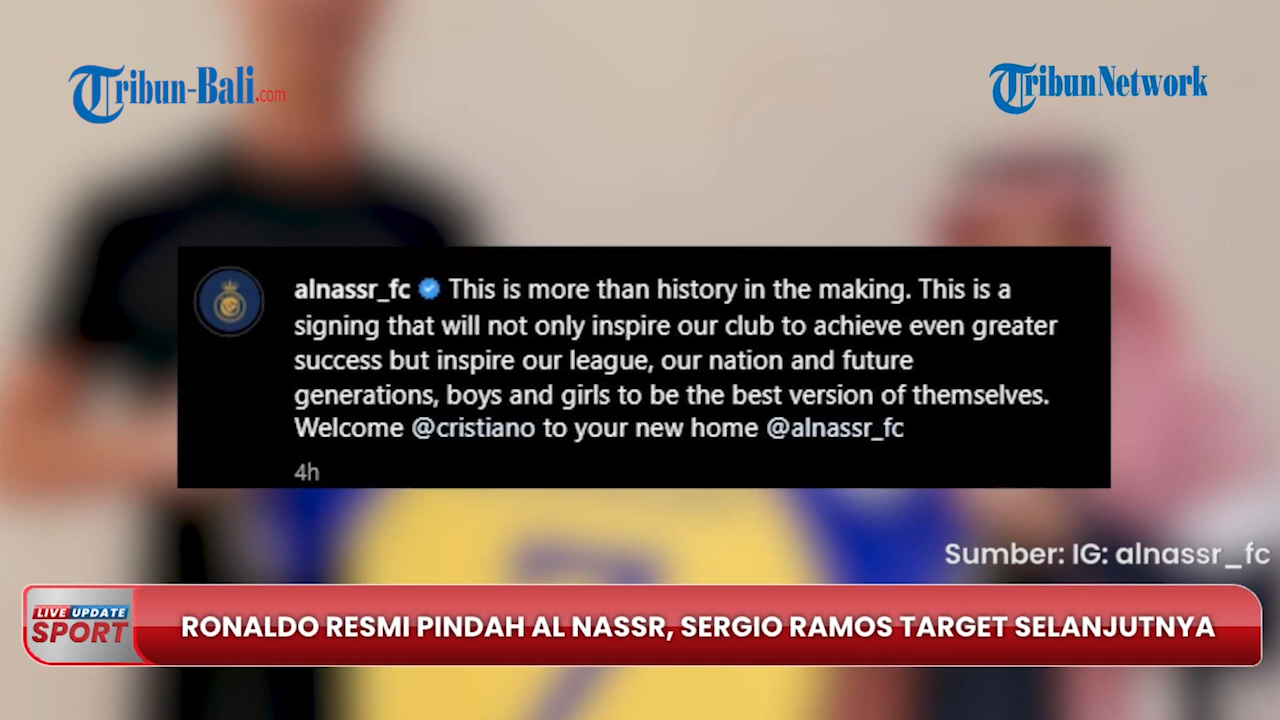 Tribun-Bali.com
TribunNetwork
alnassr_fc This is more than history in the making. This is a
signing that will not only inspire our club to achieve even greater
success but inspire our league, our nation and future
generations, boys and girls to be the best version of themselves.
Welcome @cristiano to your new home @alnassr_fc
4h
7
Sumber: IG: alnassr_fc
LIVE UPDATE
SPORT
RONALDO RESMI PINDAH AL NASSR, SERGIO RAMOS TARGET SELANJUTNYA